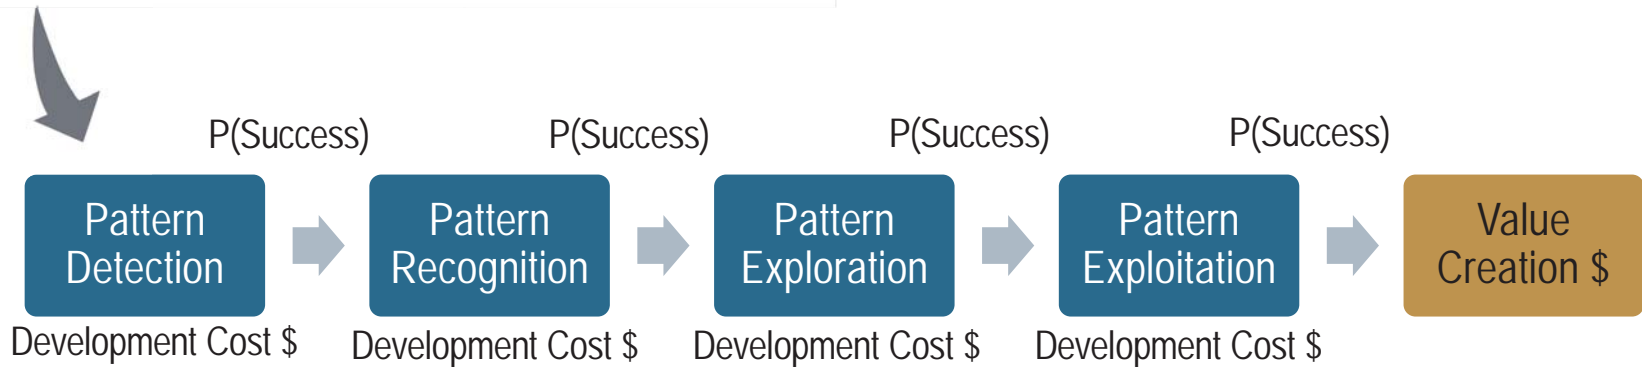 P(Success) P(Success) P(Success) P(Success)
Pattern
Detection
Pattern
Recognition
Pattern
Exploration
Pattern
Exploitation
Value
Creation $
Development Cost $ Development Cost $ Development Cost $ Development Cost $